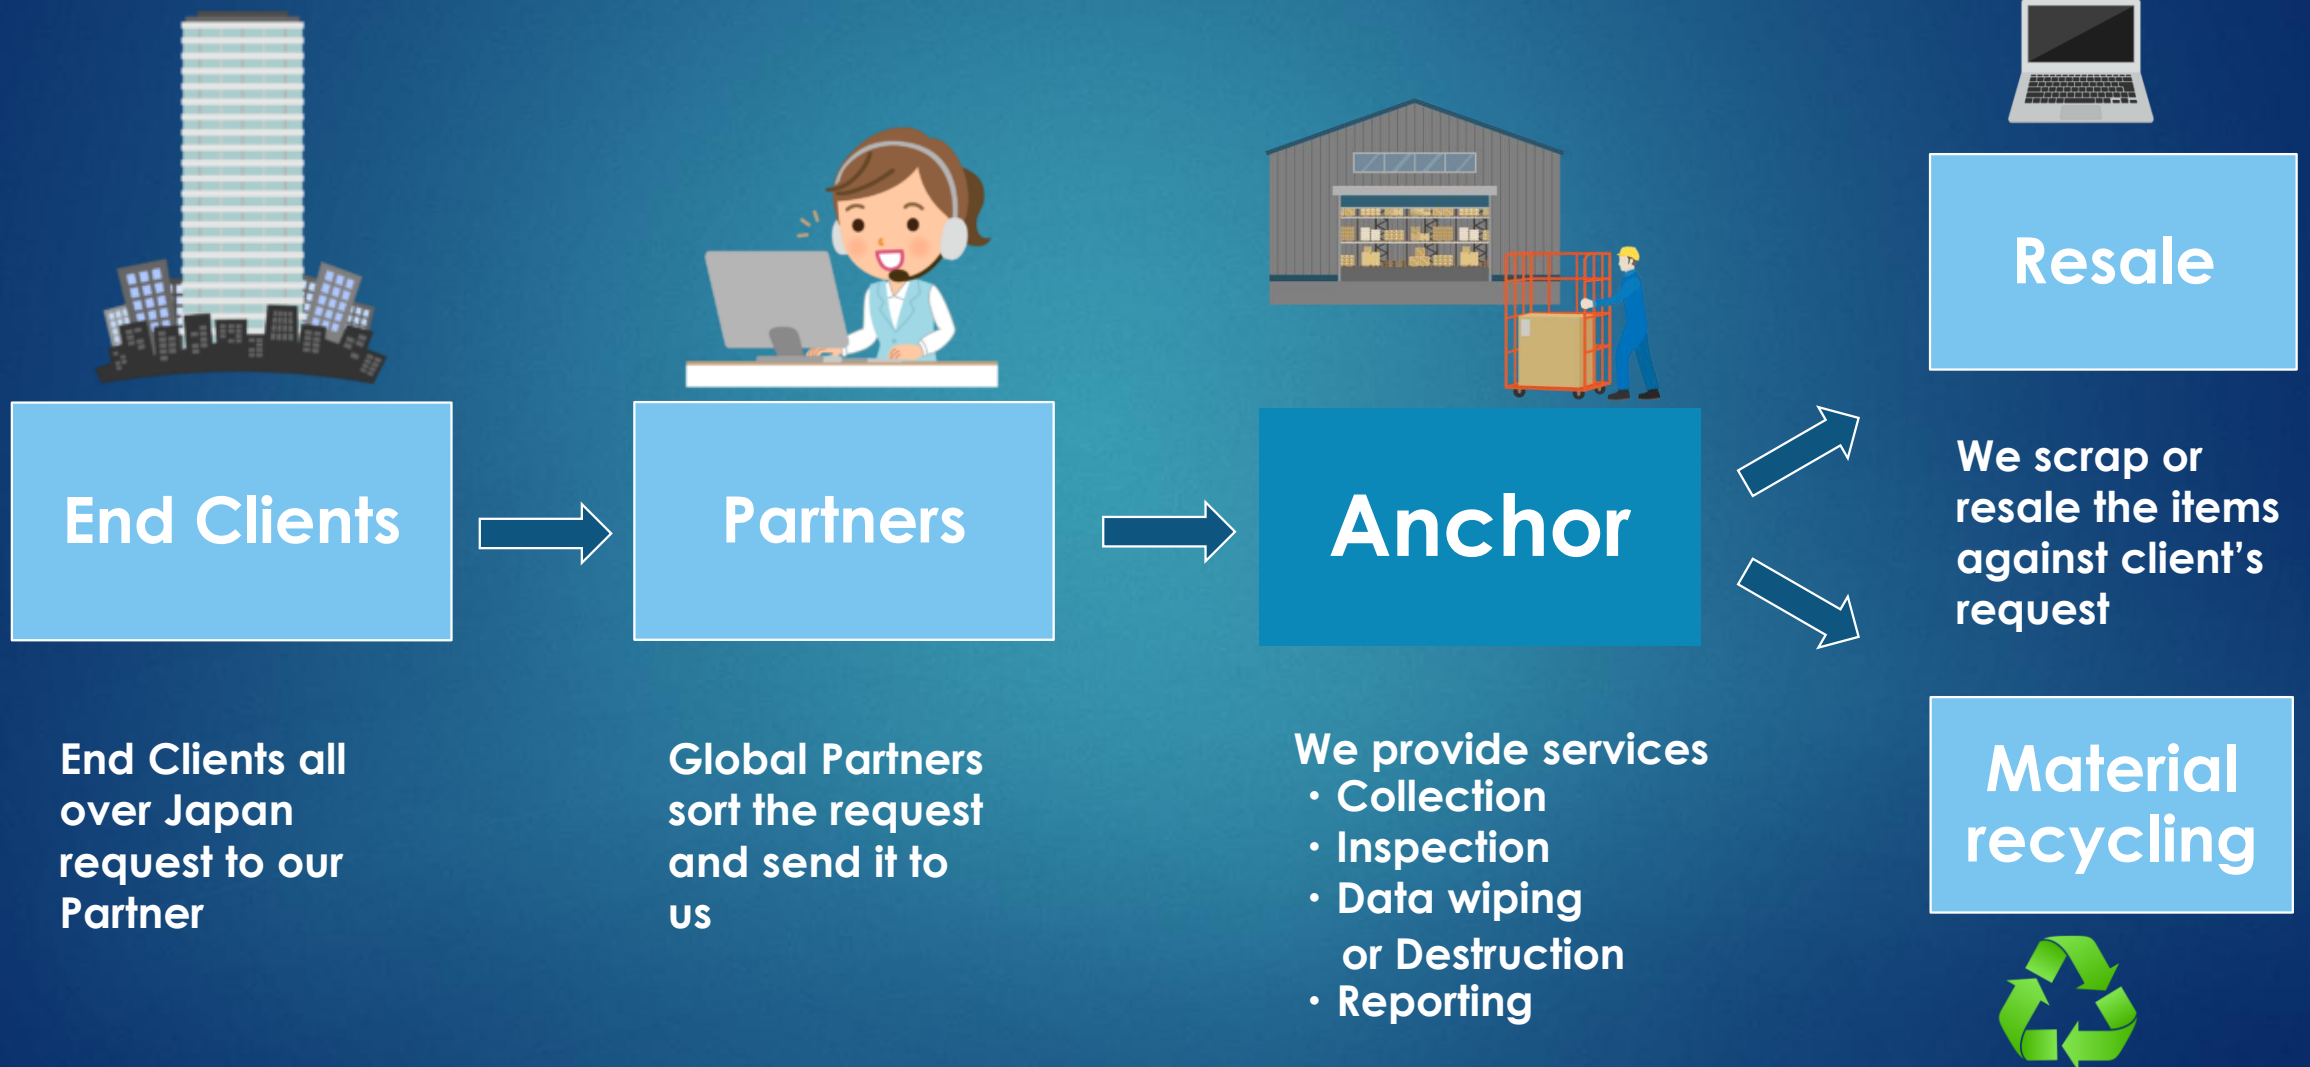 End Clients
End Clients all
over Japan
request to our
Partner
Partners
Global Partners
sort the request
and send it to
us
Anchor
We provide services
・Collection
・Inspection
・Data wiping
or Destruction
・Reporting
Resale
We scrap or
resale the items
against client’s
request
Material
recycling